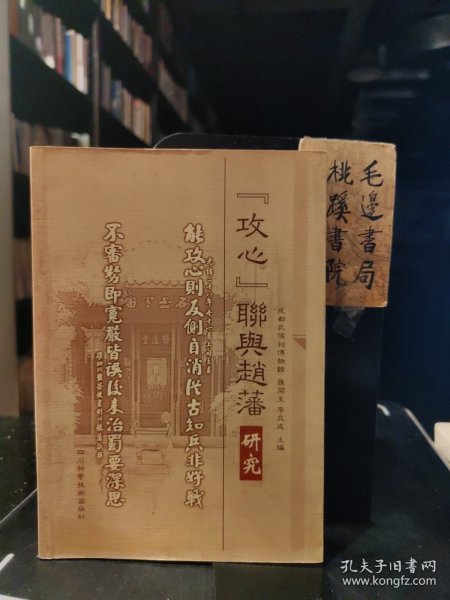 『攻心』聯與趙藩
研究
成都武侯祠博物館 主編
能攻心則反側自消從古知兵非好戰
不審勢即寬嚴皆誤後來治蜀要深思
四川科學技術出版社
毛邊書局
桃蹊書院
孔夫子旧书网
www.kongfz.com